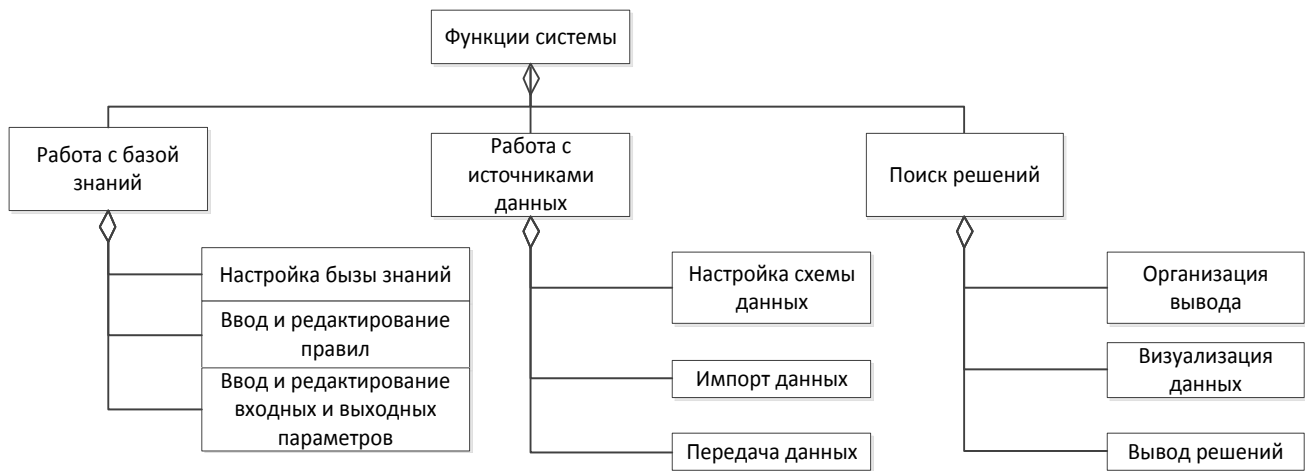 Функции системы
Работа с базой
знаний
Работа с
источниками
данных
Поиск решений
Настройка бызы знаний
Ввод и редактирование
правил
Ввод и редактирование
входных и выходных
параметров
Настройка схемы
данных
Импорт данных
Передача данных
Организация
вывода
Визуализация
данных
Вывод решений